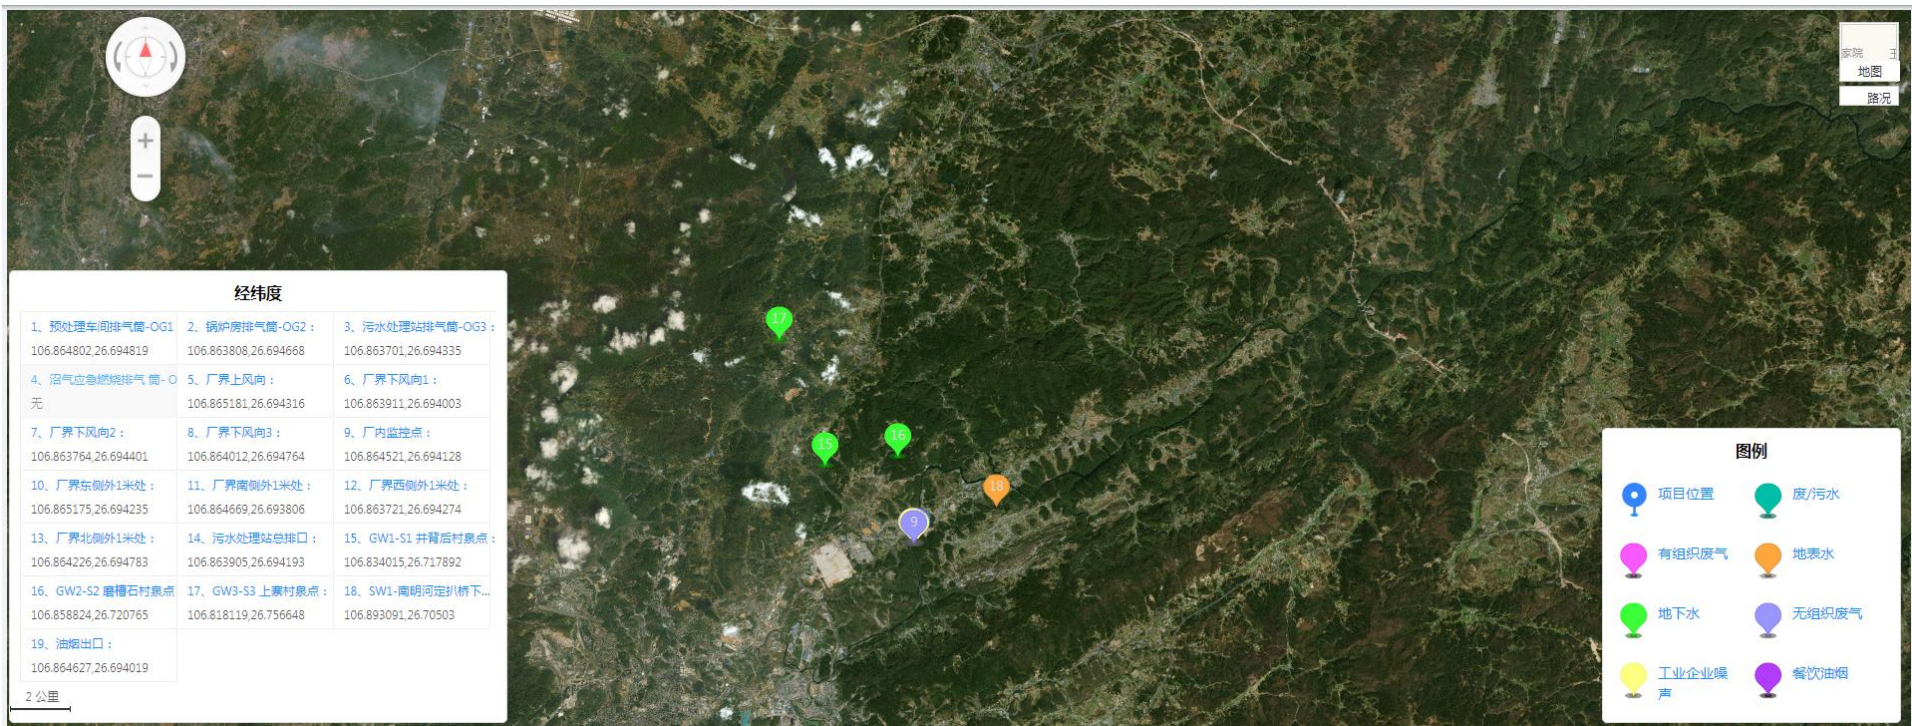 家院 王
地图
路况
17
15
16
18
9
经纬度
1、预处理车间排气筒-OG1
106.864802,26.694819
2、锅炉房排气筒-OG2：
106.863808,26.694668
3、污水处理站排气筒-OG3：
106.863701,26.694335
4、沼气应急燃烧排气 筒- O
无
5、厂界上风向：
106.865181,26.694316
6、厂界下风向1：
106.863911,26.694003
7、厂界下风向2：
106.863764,26.694401
8、厂界下风向3：
106.864012,26.694764
9、厂内监控点：
106.864521,26.694128
10、厂界东侧外1米处：
106.865175,26.694235
11、厂界南侧外1米处：
106.864669,26.693806
12、厂界西侧外1米处：
106.863721,26.694274
13、厂界北侧外1米处：
106.864226,26.694783
14、污水处理站总排口：
106.863905,26.694193
15、GW1-S1 井背后村泉点：
106.834015,26.717892
16、GW2-S2 磨槽石村泉点
106.858824,26.720765
17、GW3-S3 上寨村泉点：
106.818119,26.756648
18、SW1-南明河定扒桥下...
106.893091,26.70503
19、油烟出口：
106.864627,26.694019
2 公里
图例
项目位置
废/污水
有组织废气
地表水
地下水
无组织废气
工业企业噪
声
餐饮油烟